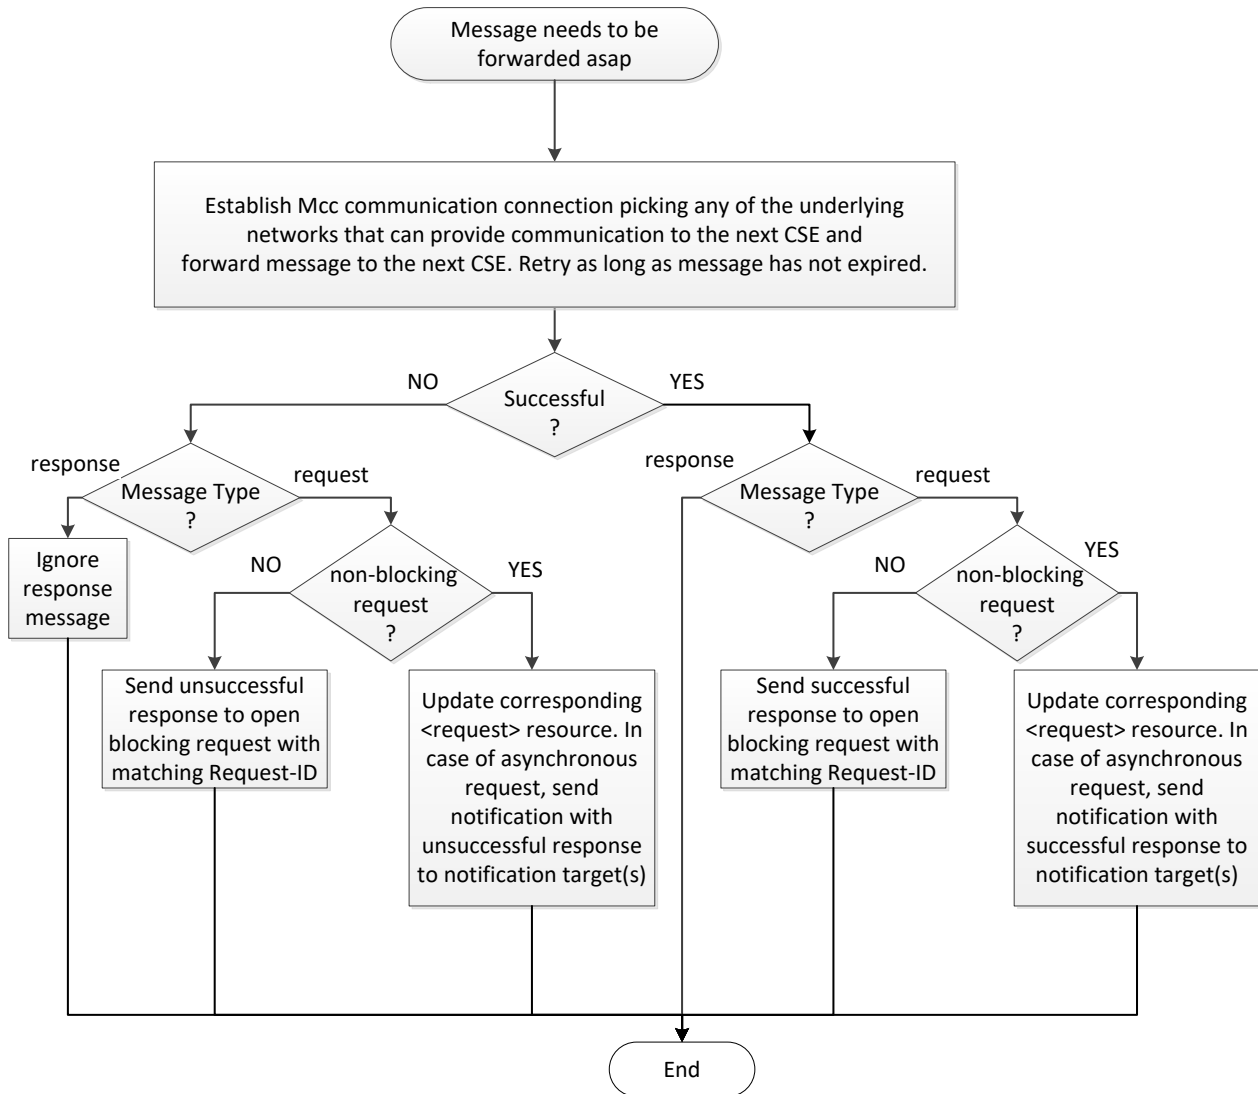 Message needs to be
forwarded asap
Establish Mcc communication connection picking any of the underlying
networks that can provide communication to the next CSE and
forward message to the next CSE. Retry as long as message has not expired.
NO
YES
Successful
?
response
request
Message Type
?
response
request
Message Type
?
Ignore
response
message
NO
YES
non-blocking
request
?
NO
YES
non-blocking
request
?
Send unsuccessful
response to open
blocking request with
matching Request-ID
Update corresponding
<request> resource. In
case of asynchronous
request, send
notification with
unsuccessful response
to notification target(s)
Send successful
response to open
blocking request with
matching Request-ID
Update corresponding
<request> resource. In
case of asynchronous
request, send
notification with
successful response to
notification target(s)
End